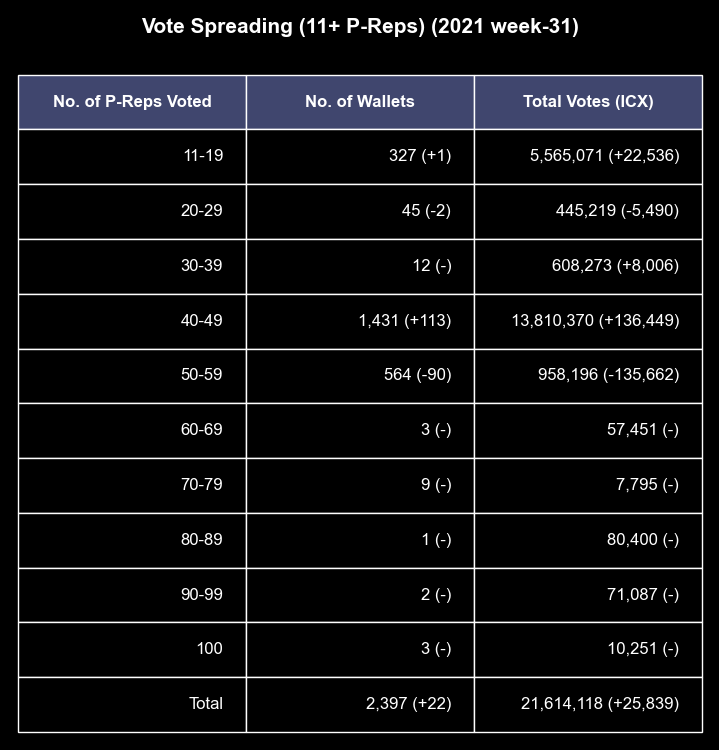 Vote Spreading (11+ P-Reps) (2021 week-31)
No. of P-Reps Voted No. of Wallets Total Votes (ICX)
11-19 327 (+1) 5,565,071 (+22,536)
20-29 45 (-2) 445,219 (-5,490)
30-39 12 (-) 608,273 (+8,006)
40-49 1,431 (+113) 13,810,370 (+136,449)
50-59 564 (-90) 958,196 (-135,662)
60-69 3 (-) 57,451 (-)
70-79 9 (-) 7,795 (-)
80-89 1 (-) 80,400 (-)
90-99 2 (-) 71,087 (-)
100 3 (-) 10,251 (-)
Total 2,397 (+22) 21,614,118 (+25,839)